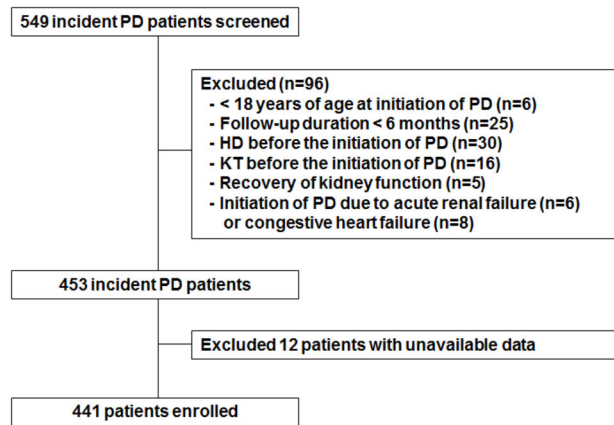 549 incident PD patients screened
Excluded (n=96)
- < 18 years of age at initiation of PD (n=6)
- Follow-up duration < 6 months (n=25)
- HD before the initiation of PD (n=30)
- KT before the initiation of PD (n=16)
- Recovery of kidney function (n=5)
- Initiation of PD due to acute renal failure (n=6)
or congestive heart failure (n=8)
453 incident PD patients
Excluded 12 patients with unavailable data
441 patients enrolled